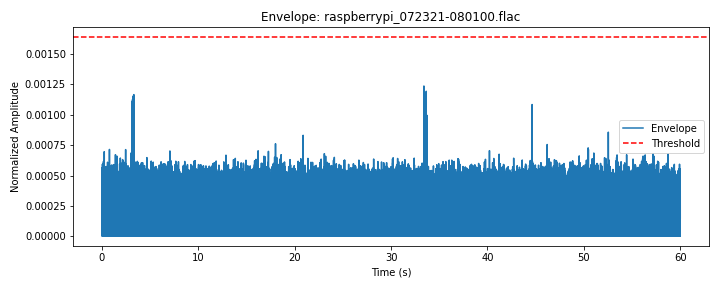 Envelope: raspberrypi_072321-080100.flac
0.00150
0.00125
0.00100
0.00075
0.00050
0.00025
0.00000
Normalized Amplitude
Envelope
Threshold
0 10 20 30 40 50 60
Time (s)